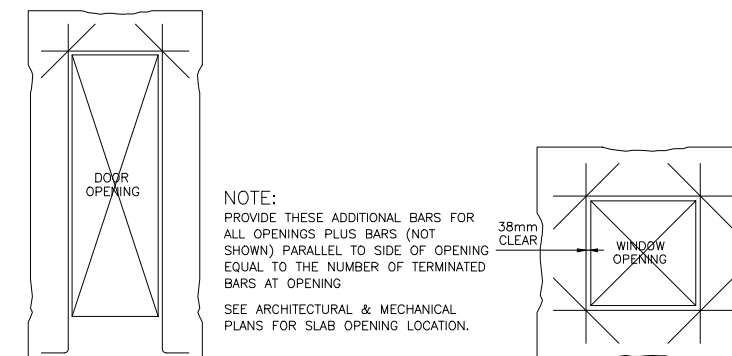 DOOR
OPENING
NOTE:
PROVIDE THESE ADDITIONAL BARS FOR
ALL OPENINGS PLUS BARS (NOT
SHOWN) PARALLEL TO SIDE OF OPENING
EQUAL TO THE NUMBER OF TERMINATED
BARS AT OPENING
SEE ARCHITECTURAL & MECHANICAL
PLANS FOR SLAB OPENING LOCATION.
38mm
CLEAR
WINDOW
OPENING